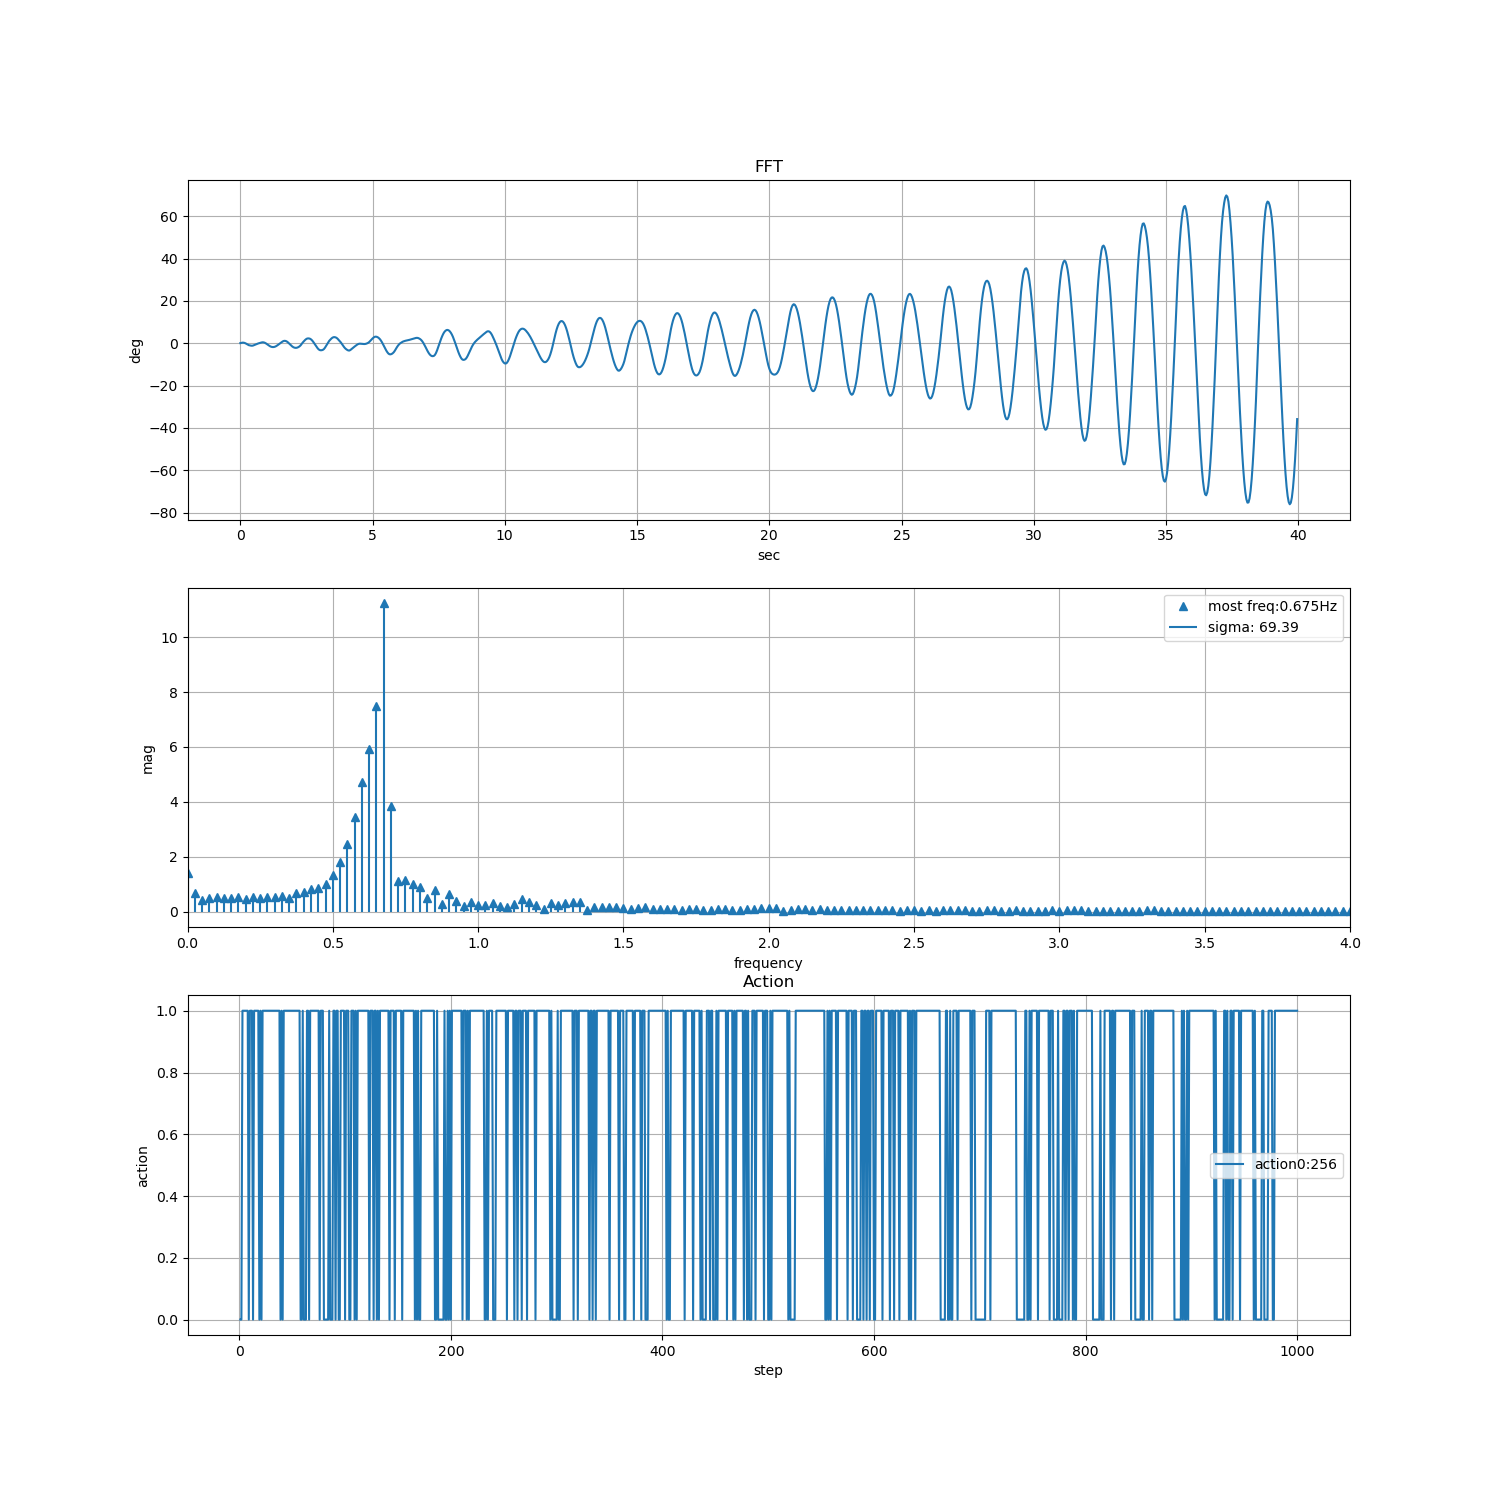 FFT
60
40
20
0
−20
−40
−60
−80
deg
0 5 10 15 20 25 30 35 40
sec
most freq:0.675Hz
sigma: 69.39
10
8
6
4
2
0
mag
0.0 0.5 1.0 1.5 2.0 2.5 3.0 3.5 4.0
frequency
Action
1.0
0.8
0.6
0.4
0.2
0.0
action
action0:256
0 200 400 600 800 1000
step